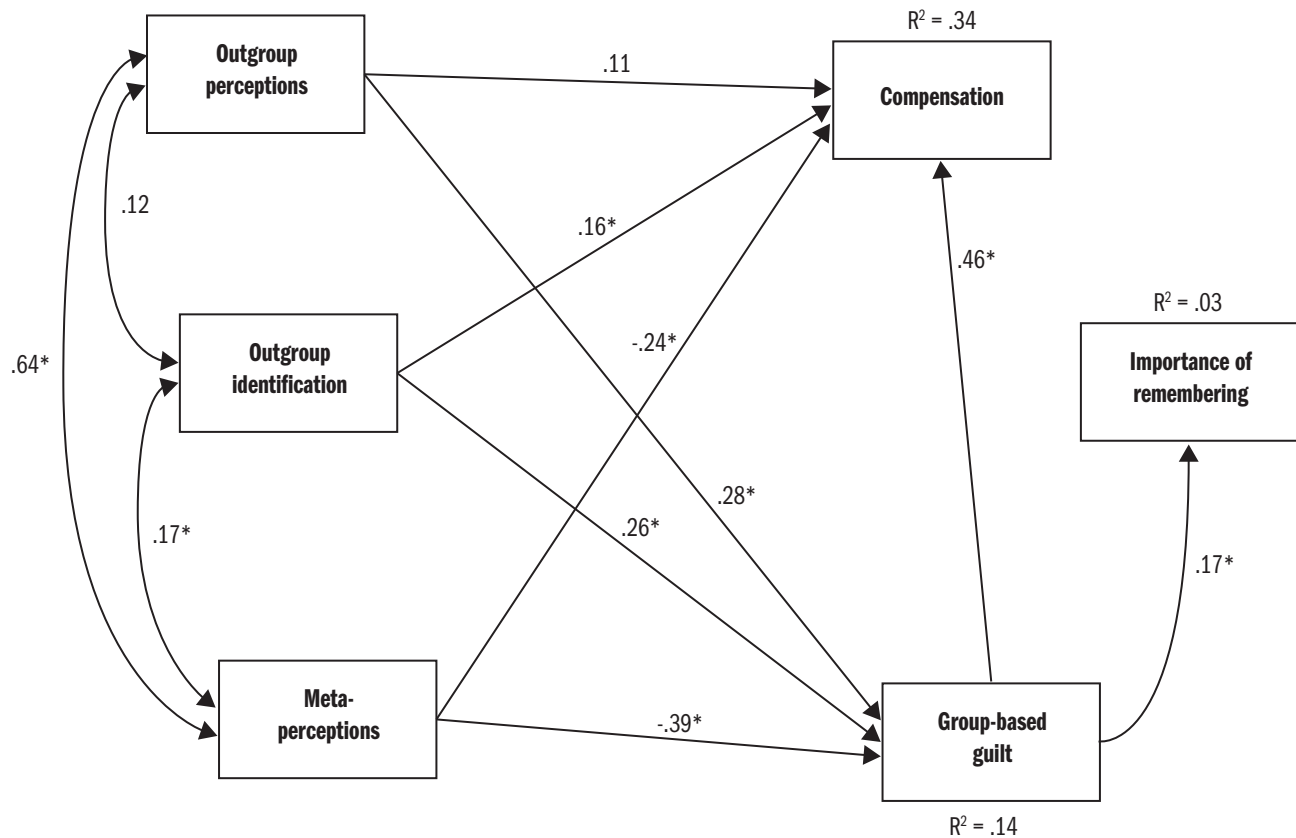 R² = .34
Outgroup
perceptions
.11
Compensation
.12
.16*
.46*
R² = .03
Outgroup
identification
-.24*
.64*
Importance of
remembering
.28*
.26*
.17*
.17*
Meta-
perceptions
-.39*
Group-based
guilt
R² = .14